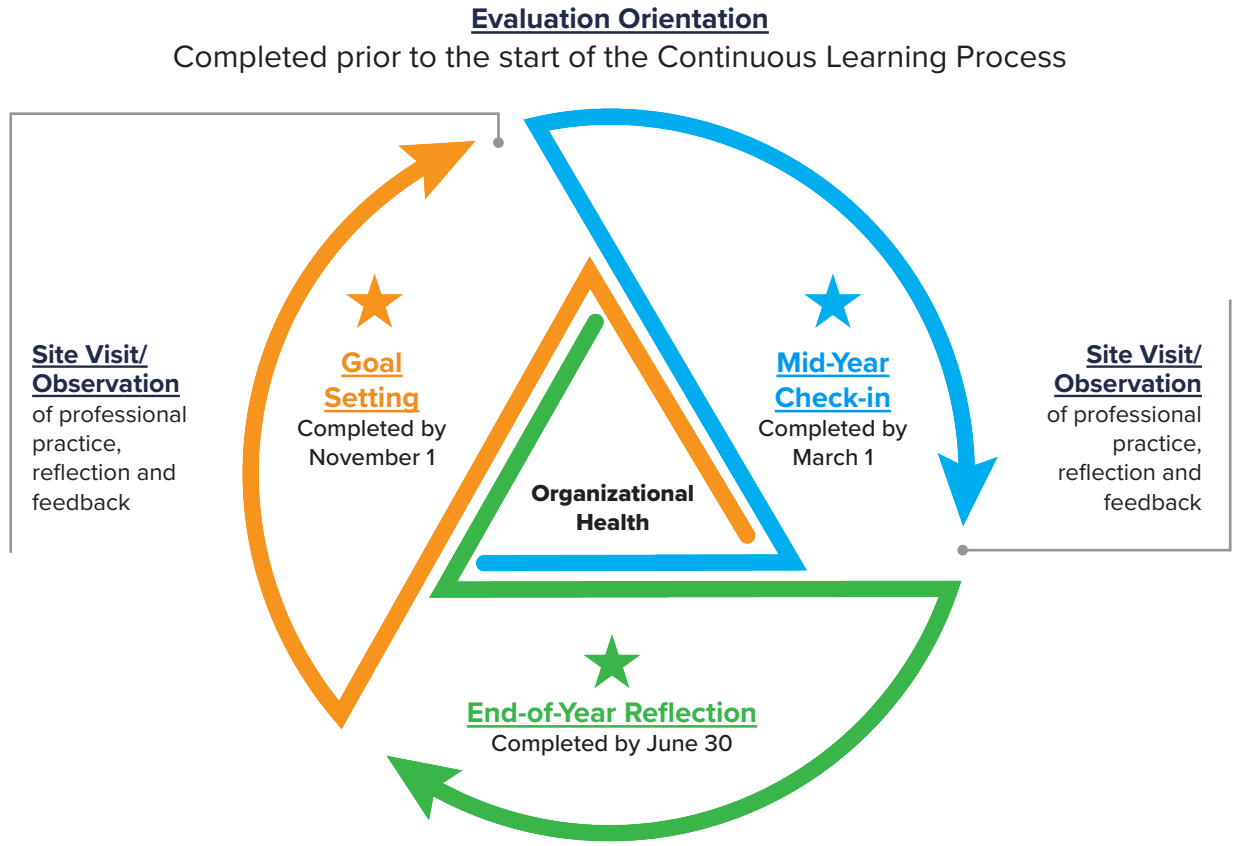 Evaluation Orientation
Completed prior to the start of the Continuous Learning Process
Site Visit/
Observation
of professional
practice,
reflection and
feedback
Goal
Setting
Completed by
November 1
Mid-Year
Check-in
Completed by
March 1
Site Visit/
Observation
of professional
practice,
reflection and
feedback
Organizational
Health
End-of-Year Reflection
Completed by June 30